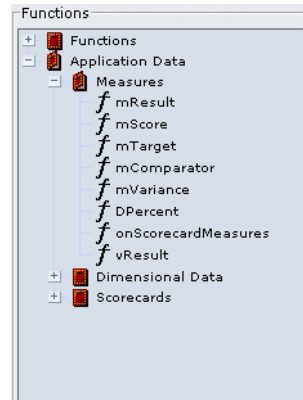 Functions
Functions
Application Data
Measures
mResult
mScore
mTarget
mComparator
mVariance
DPercent
onScorecardMeasures
vResult
Dimensional Data
Scorecards